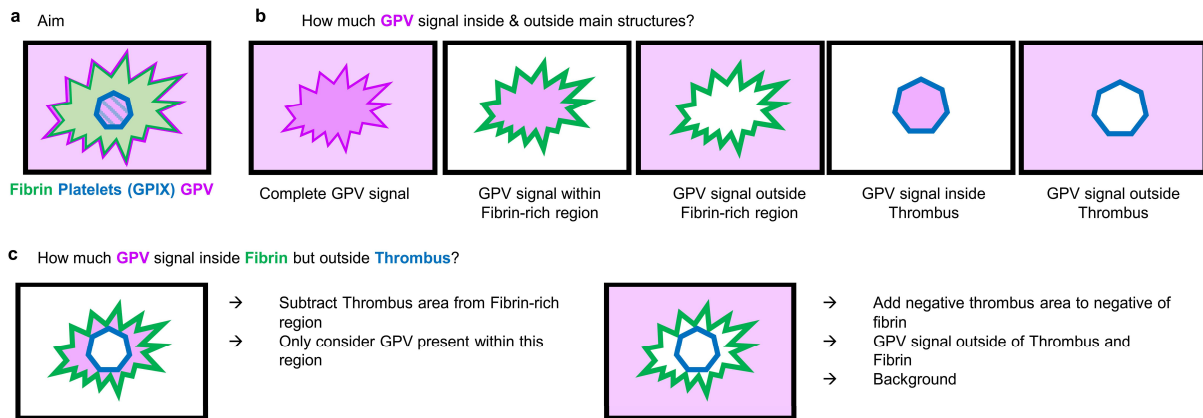 a Aim
b How much GPV signal inside & outside main structures?
Fibrin Platelets (GPIX) GPV
Complete GPV signal
GPV signal within
Fibrin-rich region
GPV signal outside
Fibrin-rich region
GPV signal inside
Thrombus
GPV signal outside
Thrombus
c How much GPV signal inside Fibrin but outside Thrombus?
→ Subtract Thrombus area from Fibrin-rich
region
→ Only consider GPV present within this
region
→ Add negative thrombus area to negative of
fibrin
→ GPV signal outside of Thrombus and
Fibrin
→ Background